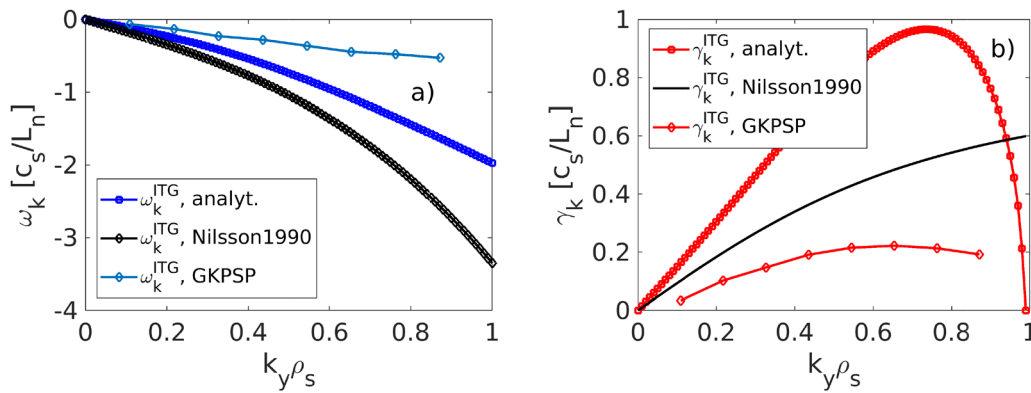 0
-1
-2
-3
-4
ω_k [c_s/L_n]
a)
ω_k^ITG, analyt.
ω_k^ITG, Nilsson1990
ω_k^ITG, GKPSP
0 0.2 0.4 0.6 0.8 1
k_yρ_s
1
0.8
0.6
0.4
0.2
0
γ_k [c_s/L_n]
b)
γ_k^ITG, analyt.
γ_k^ITG, Nilsson1990
γ_k^ITG, GKPSP
0 0.2 0.4 0.6 0.8 1
k_yρ_s